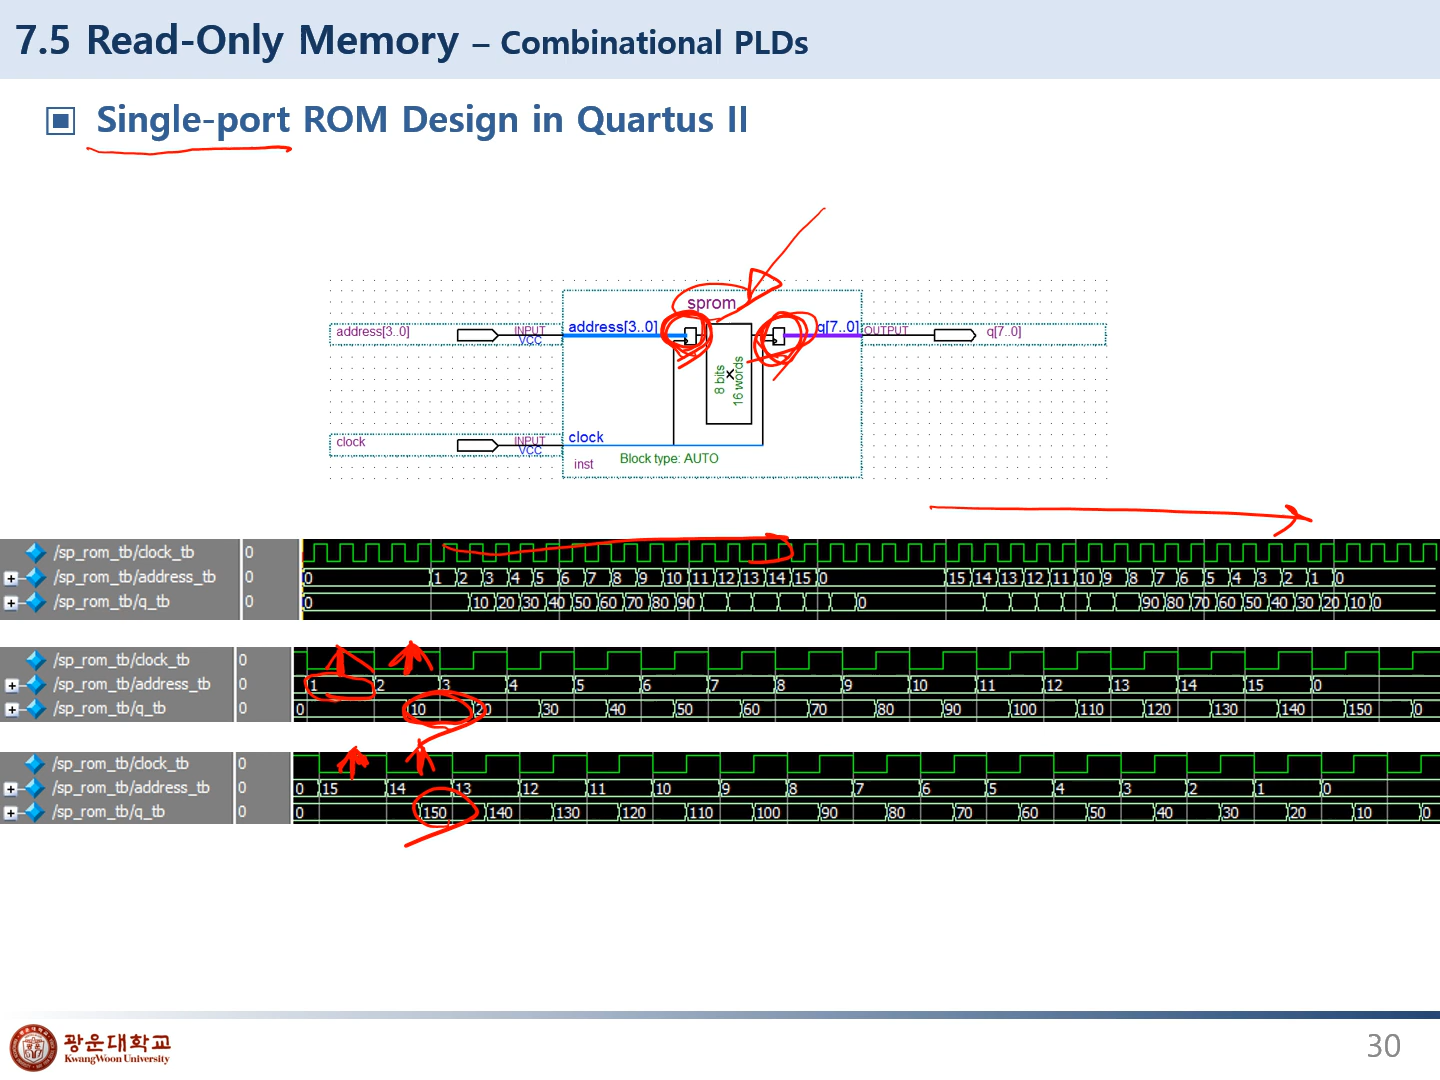 7.5 Read-Only Memory – Combinational PLDs
Single-port ROM Design in Quartus II
sprom
address[3..0] INPUT VCC address[3..0] q[7..0] OUTPUT q[7..0]
8 bits
X
16 words
clock INPUT VCC clock
Block type: AUTO
inst
/sp_rom_tb/clock_tb 0
/sp_rom_tb/address_tb 0 0 1 2 3 4 5 6 7 8 9 10 11 12 13 14 15 0 15 14 13 12 11 10 9 8 7 6 5 4 3 2 1 0
/sp_rom_tb/q_tb 0 0 10 20 30 40 50 60 70 80 90 0 90 80 70 60 50 40 30 20 10 0
/sp_rom_tb/clock_tb 0
/sp_rom_tb/address_tb 0 1 2 3 4 5 6 7 8 9 10 11 12 13 14 15 0
/sp_rom_tb/q_tb 0 0 10 20 30 40 50 60 70 80 90 100 110 120 130 140 150 0
/sp_rom_tb/clock_tb 0
/sp_rom_tb/address_tb 0 0 15 14 13 12 11 10 9 8 7 6 5 4 3 2 1 0
/sp_rom_tb/q_tb 0 0 150 140 130 120 110 100 90 80 70 60 50 40 30 20 10 0
광운대학교
KwangWoon University
30